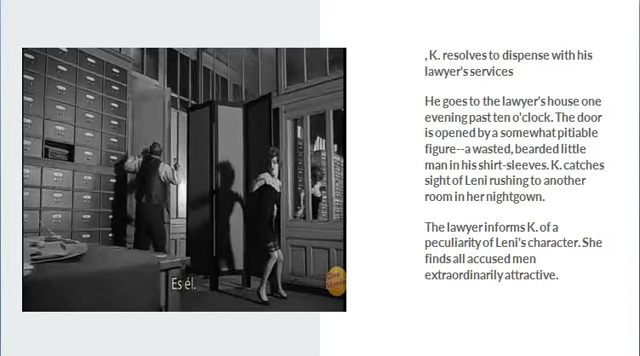 , K. resolves to dispense with his
lawyer's services
He goes to the lawyer's house one
evening past ten o'clock. The door
is opened by a somewhat pitiable
figure--a wasted, bearded little
man in his shirt-sleeves. K. catches
sight of Leni rushing to another
room in her nightgown.
The lawyer informs K. of a
peculiarity of Leni's character. She
finds all accused men
extraordinarily attractive.
Es él.